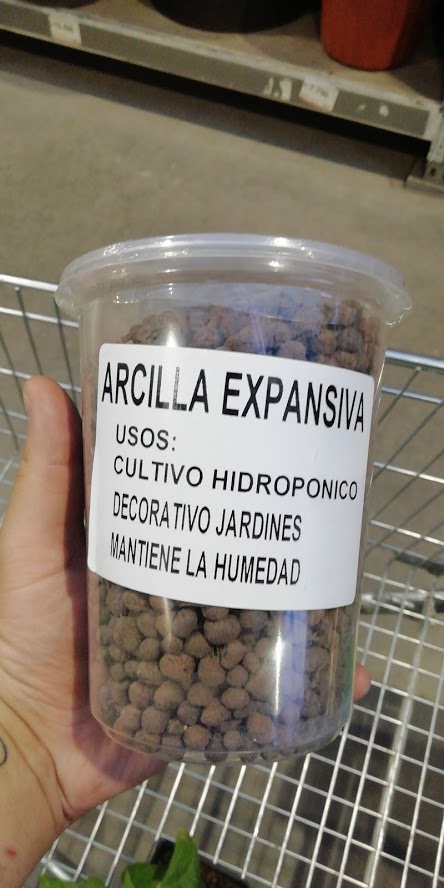 ARCILLA EXPANSIVA
USOS:
CULTIVO HIDROPONICO
DECORATIVO JARDINES
MANTIENE LA HUMEDAD